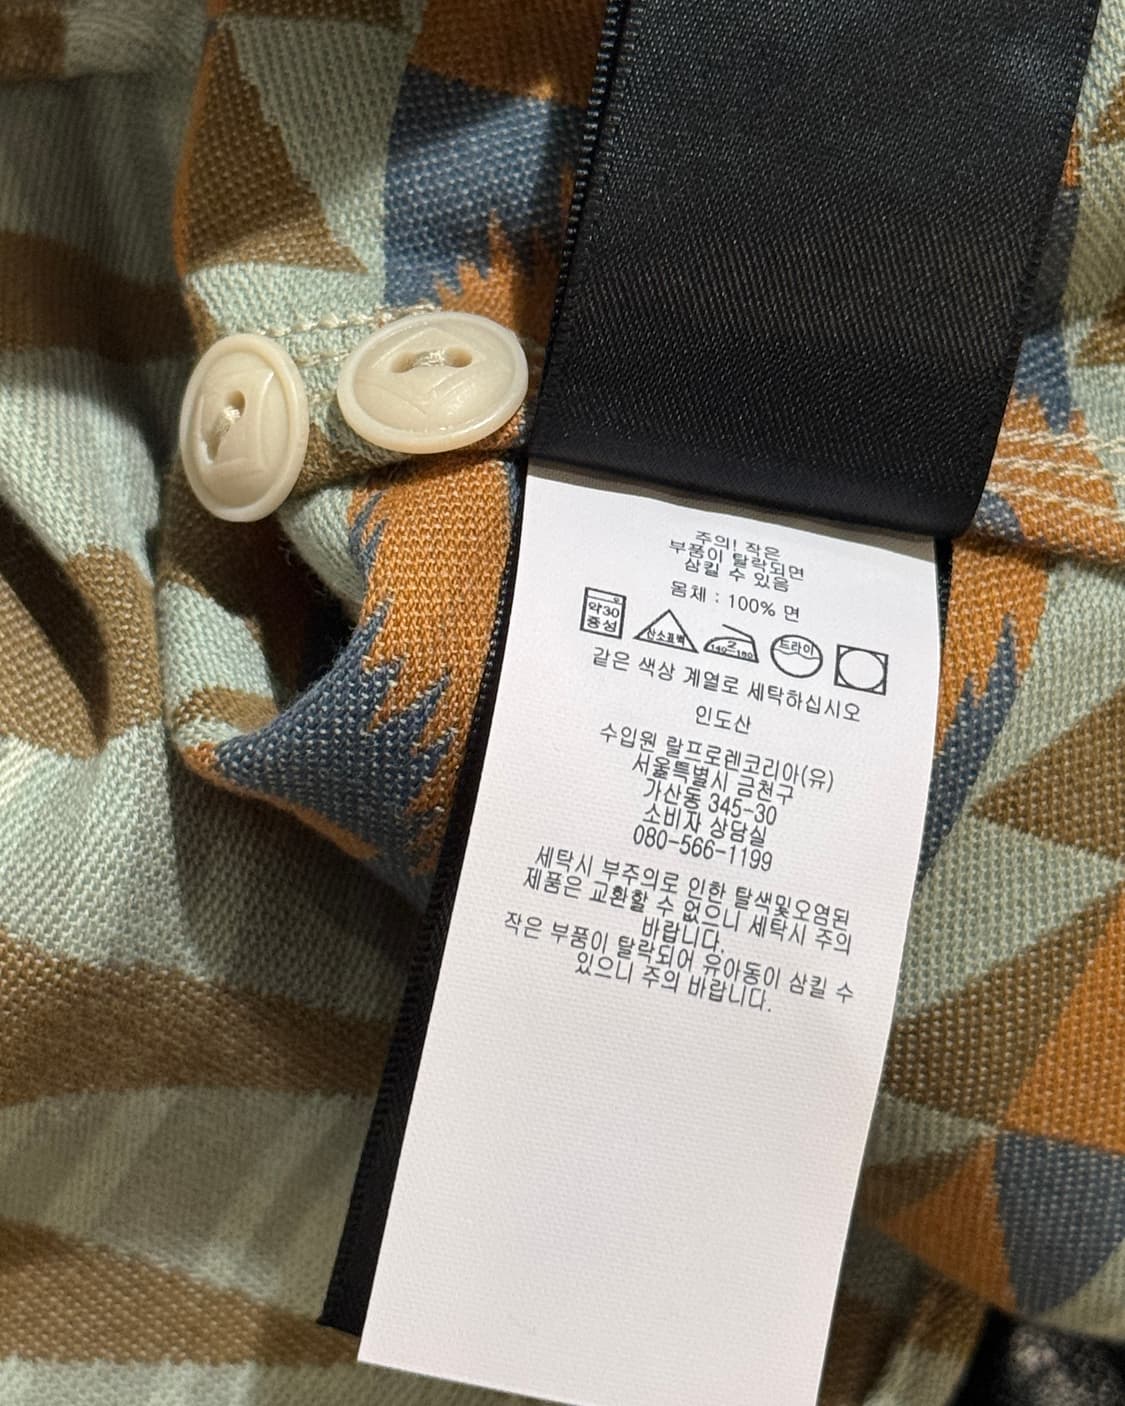 주의! 작은
부품이 탈락되면
삼킬 수 있음
몸체 : 100% 면
약30
중성
산소표백
2
140~160
드라이
같은 색상 계열로 세탁하십시오
인도산
수입원 랄프로렌코리아(유)
서울특별시 금천구
가산동 345-30
소비자 상담실
080-566-1199
세탁시 부주의로 인한 탈색및오염된
제품은 교환할 수 없으니 세탁시 주의
바랍니다.
작은 부품이 탈락되어 유아동이 삼킬 수
있으니 주의 바랍니다.